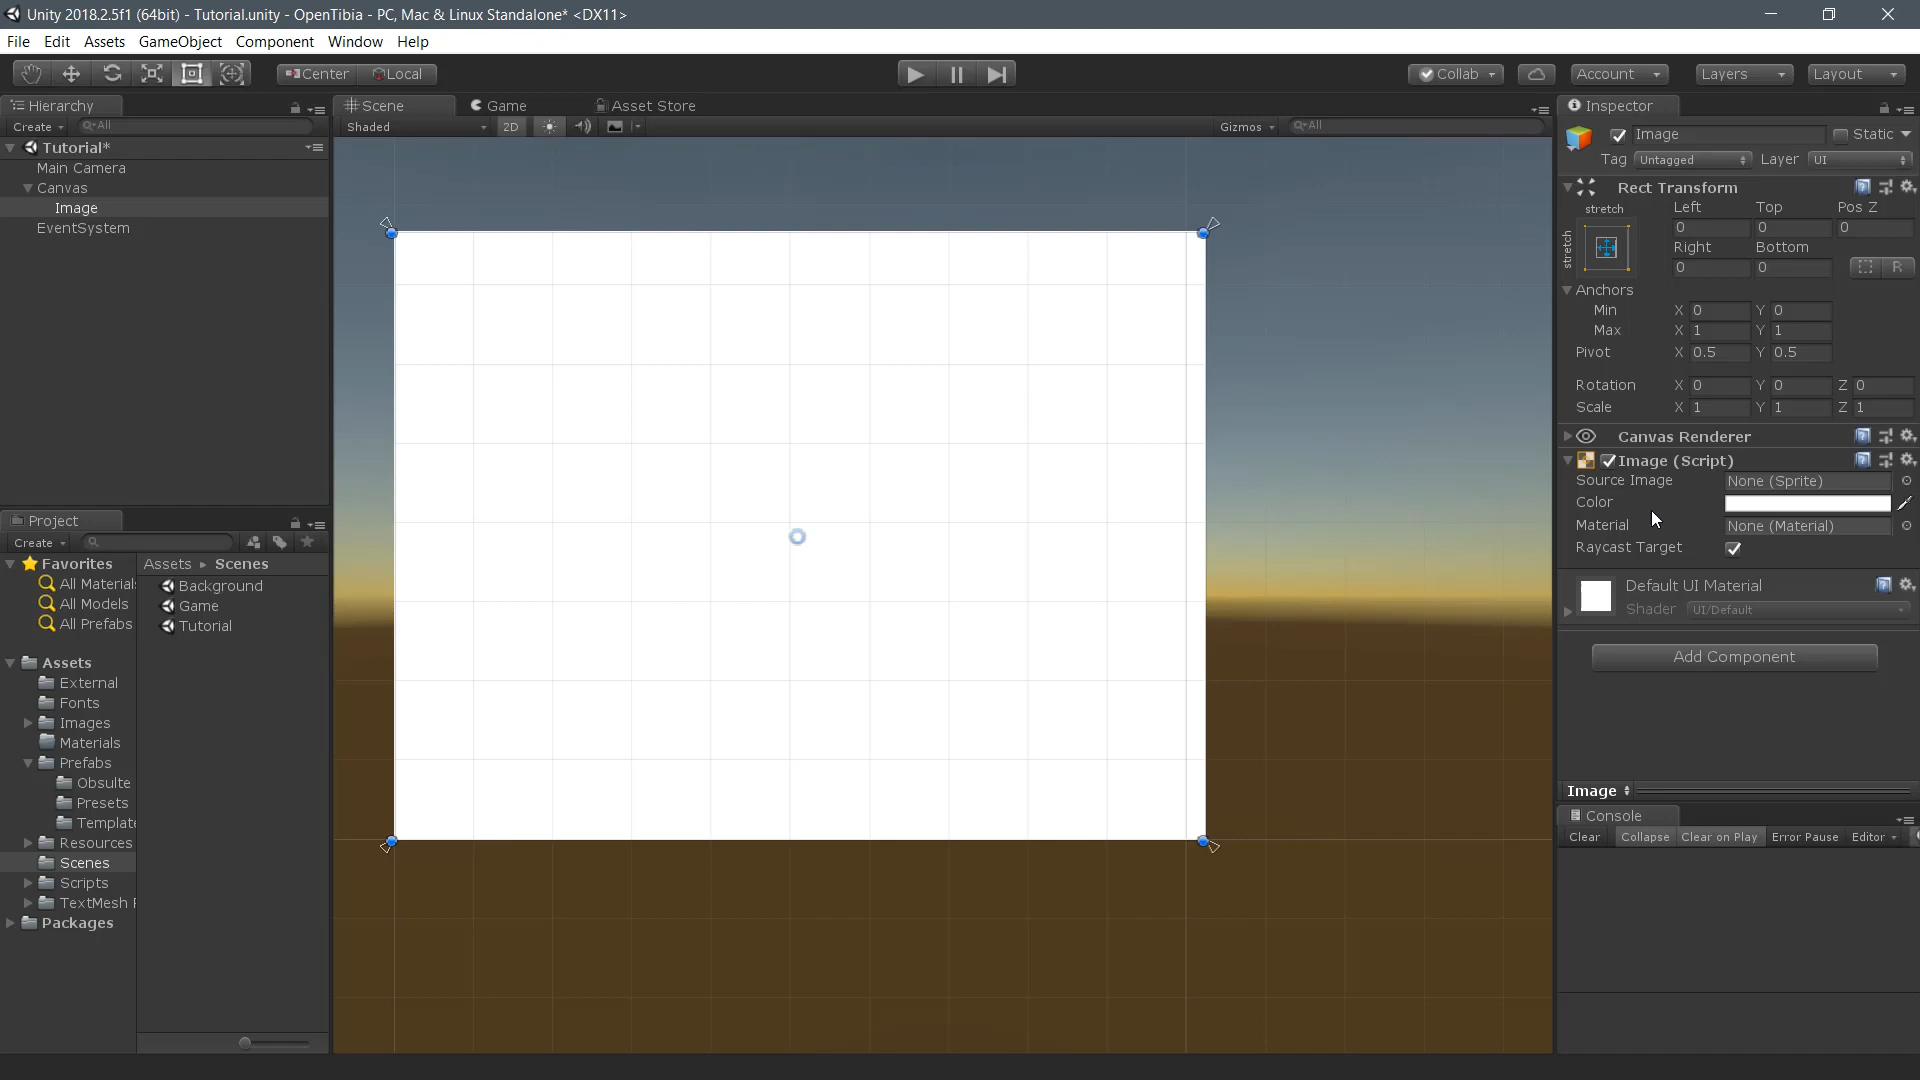 Unity 2018.2.5f1 (64bit) - Tutorial.unity - OpenTibia - PC, Mac & Linux Standalone* <DX11>
File Edit Assets GameObject Component Window Help
Center Local Collab Account Layers Layout
Hierarchy
Create All
Tutorial*
Main Camera
Canvas
Image
EventSystem
Scene Game Asset Store
Shaded 2D Gizmos All
Project
Create
Favorites
All Materials
All Models
All Prefabs
Assets
External
Fonts
Images
Materials
Prefabs
Obsulte
Presets
Template
Resources
Scenes
Scripts
TextMesh
Packages
Assets ▸ Scenes
Background
Game
Tutorial
Inspector
Image Static
Tag Untagged Layer UI
Rect Transform
stretch Left Top Pos Z
stretch
0 0 0
Right Bottom
0 0 R
Anchors
Min X 0 Y 0
Max X 1 Y 1
Pivot X 0.5 Y 0.5
Rotation X 0 Y 0 Z 0
Scale X 1 Y 1 Z 1
Canvas Renderer
Image (Script)
Source Image None (Sprite)
Color
Material None (Material)
Raycast Target
Default UI Material
Shader UI/Default
Add Component
Image
Console
Clear Collapse Clear on Play Error Pause Editor